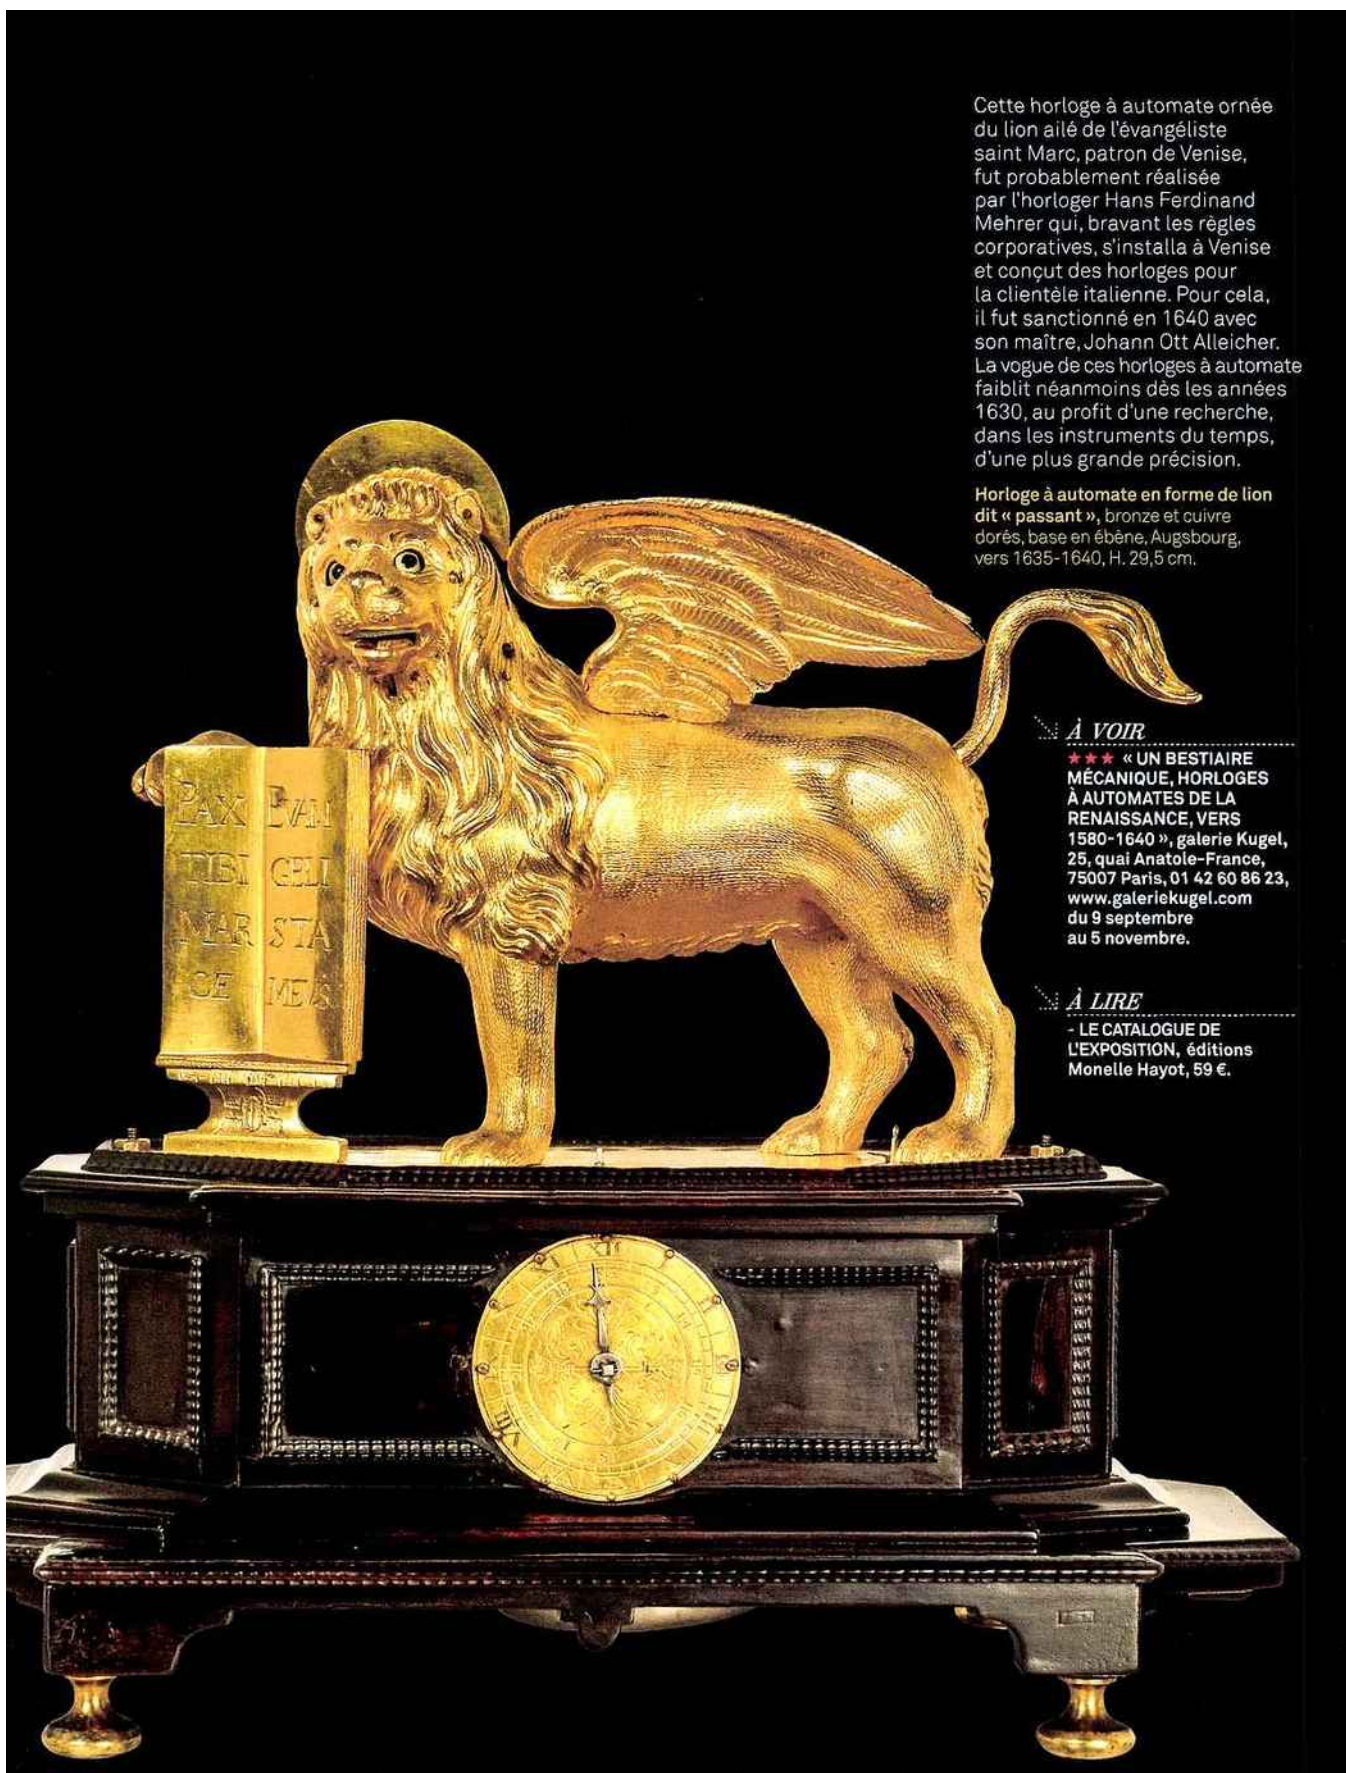 Cette horloge à automate ornée
du lion ailé de l'évangéliste
saint Marc, patron de Venise,
fut probablement réalisée
par l'horloger Hans Ferdinand
Mehrer qui, bravant les règles
corporatives, s'installa à Venise
et conçut des horloges pour
la clientèle italienne. Pour cela,
il fut sanctionné en 1640 avec
son maître, Johann Ott Alleicher.
La vogue de ces horloges à automate
faiblit néanmoins dès les années
1630, au profit d'une recherche,
dans les instruments du temps,
d'une plus grande précision.
Horloge à automate en forme de lion
dit « passant », bronze et cuivre
dorés, base en ébène, Augsbourg,
vers 1635-1640, H. 29,5 cm.
À VOIR
★★★ « UN BESTIAIRE
MÉCANIQUE, HORLOGES
À AUTOMATES DE LA
RENAISSANCE, VERS
1580-1640 », galerie Kugel,
25, quai Anatole-France,
75007 Paris, 01 42 60 86 23,
www.galeriekugel.com
du 9 septembre
au 5 novembre.
À LIRE
- LE CATALOGUE DE
L'EXPOSITION, éditions
Monelle Hayot, 59 €.
PAX
TIBI
MAR
CE
EVAN
GELI
STA
MEVS
XII